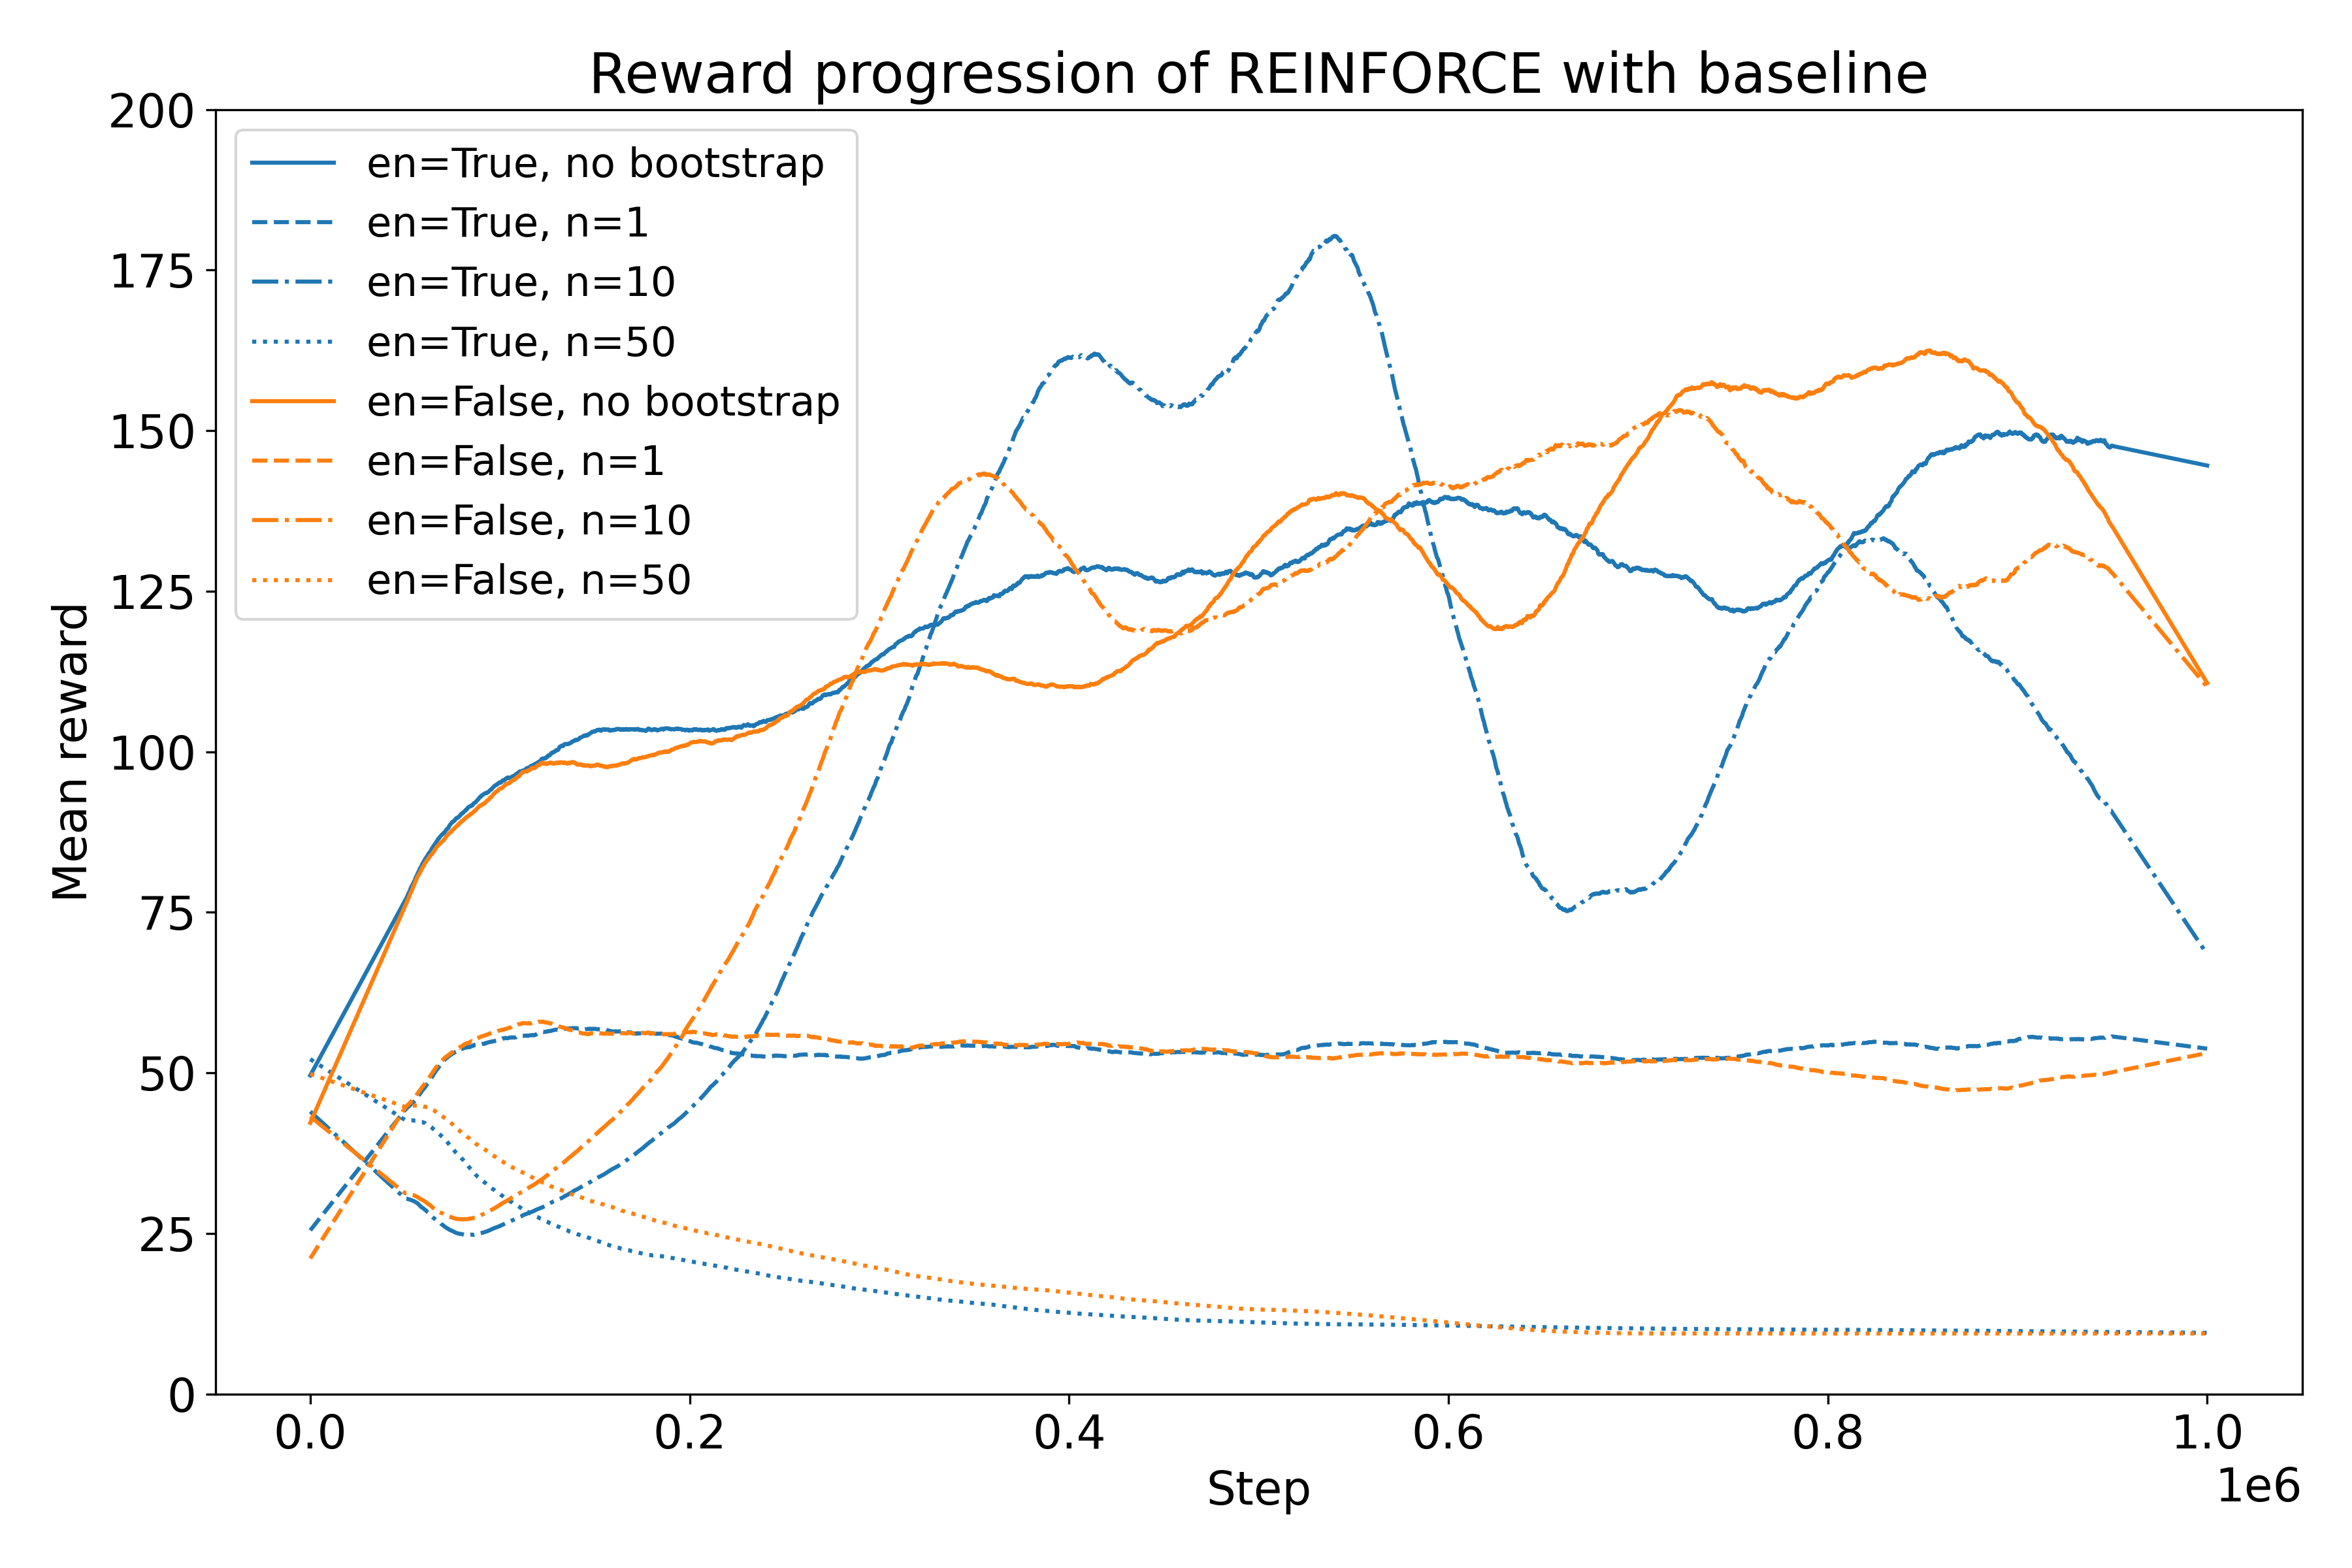 Reward progression of REINFORCE with baseline
200
175
150
125
100
75
50
25
0
Mean reward
en=True, no bootstrap
en=True, n=1
en=True, n=10
en=True, n=50
en=False, no bootstrap
en=False, n=1
en=False, n=10
en=False, n=50
0.0 0.2 0.4 0.6 0.8 1.0
Step
1e6